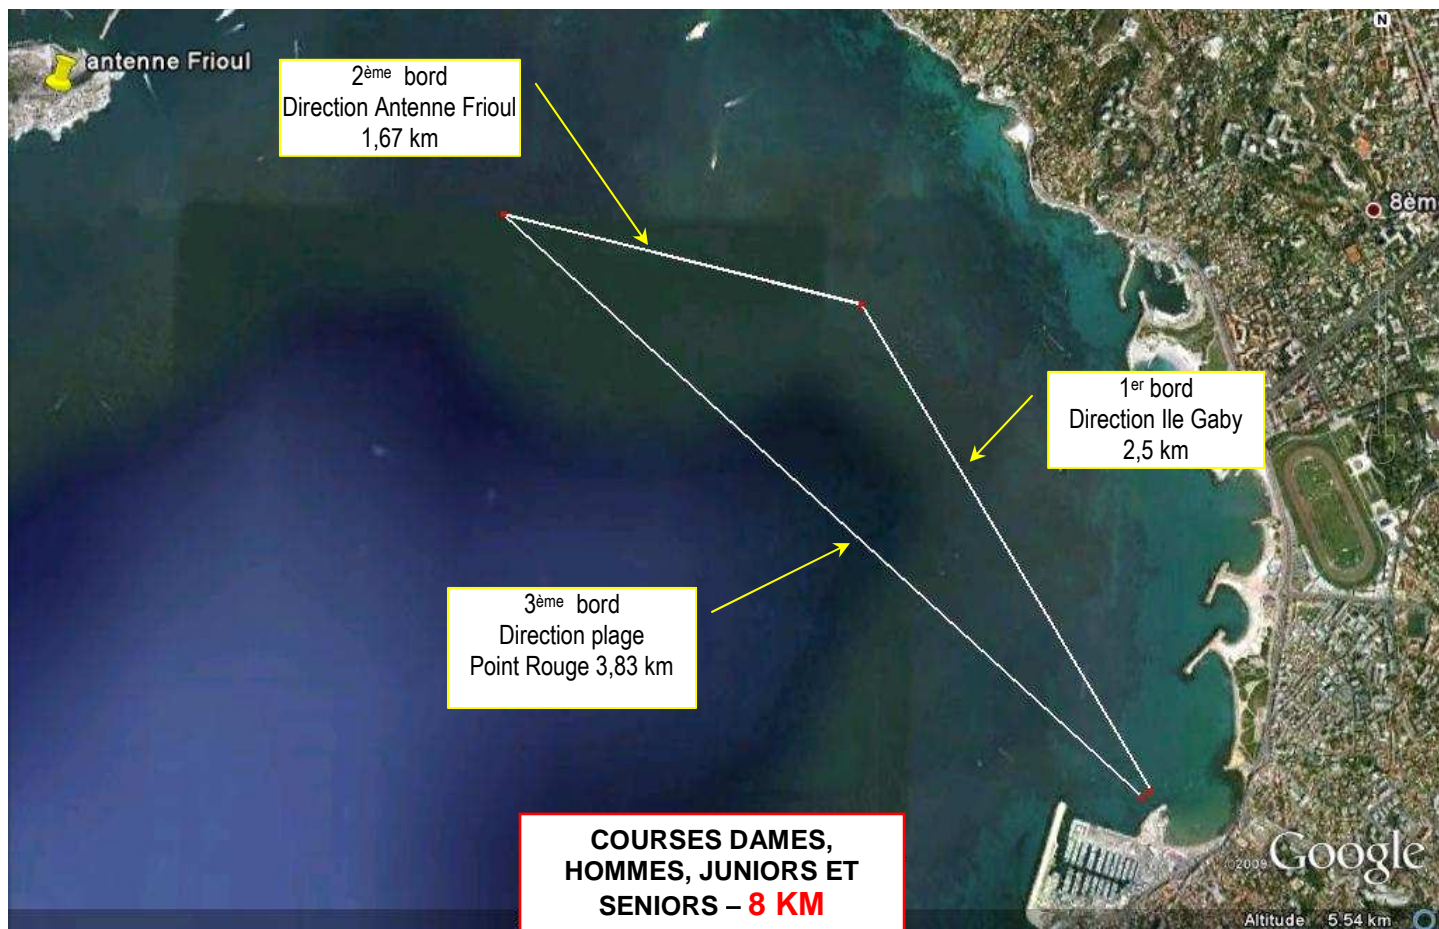 antenne Frioul
2ème bord
Direction Antenne Frioul
1,67 km
N
8èm
1er bord
Direction Ile Gaby
2,5 km
3ème bord
Direction plage
Point Rouge 3,83 km
COURSES DAMES,
HOMMES, JUNIORS ET
SENIORS – 8 KM
©2009 Google
Altitude 5.54 km